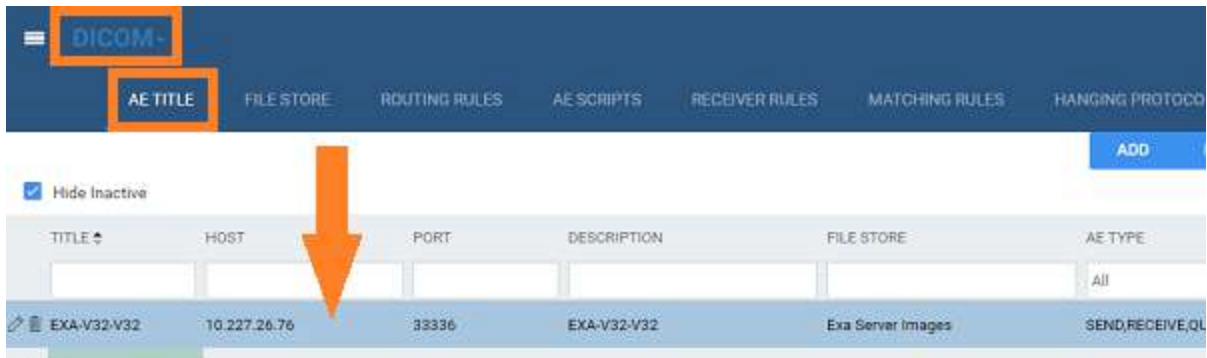 DICOM-
AE TITLE FILE STORE ROUTING RULES AE SCRIPTS RECEIVER RULES MATCHING RULES HANGING PROTOCO
ADD
Hide Inactive
TITLE HOST PORT DESCRIPTION FILE STORE AE TYPE
All
EXA-V32-V32 10.227.26.76 33336 EXA-V32-V32 Exa Server Images SEND,RECEIVE,QU